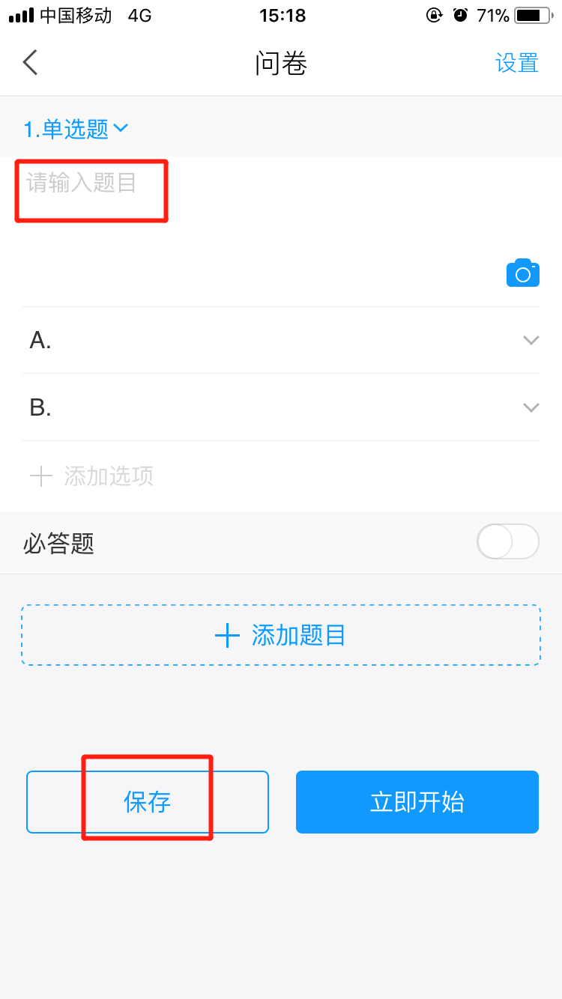 中国移动 4G 15:18 71%
问卷 设置
1.单选题
请输入题目
A.
B.
添加选项
必答题
添加题目
保存 立即开始